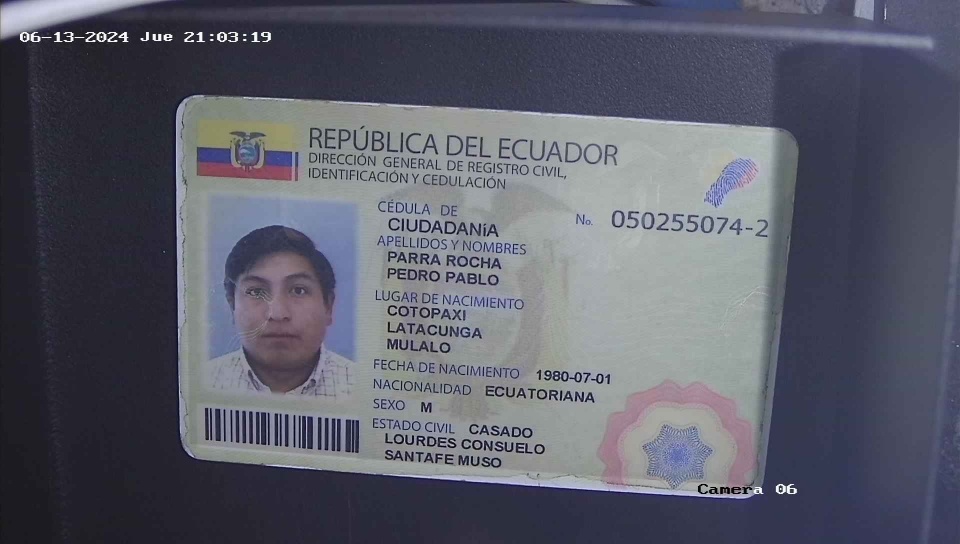 06-13-2024 Jue 21:03:19
REPÚBLICA DEL ECUADOR
DIRECCIÓN GENERAL DE REGISTRO CIVIL,
IDENTIFICACIÓN Y CEDULACIÓN
CÉDULA DE
CIUDADANíA
No. 050255074-2
APELLIDOS Y NOMBRES
PARRA ROCHA
PEDRO PABLO
LUGAR DE NACIMIENTO
COTOPAXI
LATACUNGA
MULALO
FECHA DE NACIMIENTO 1980-07-01
NACIONALIDAD ECUATORIANA
SEXO M
ESTADO CIVIL CASADO
LOURDES CONSUELO
SANTAFE MUSO
Camera 06